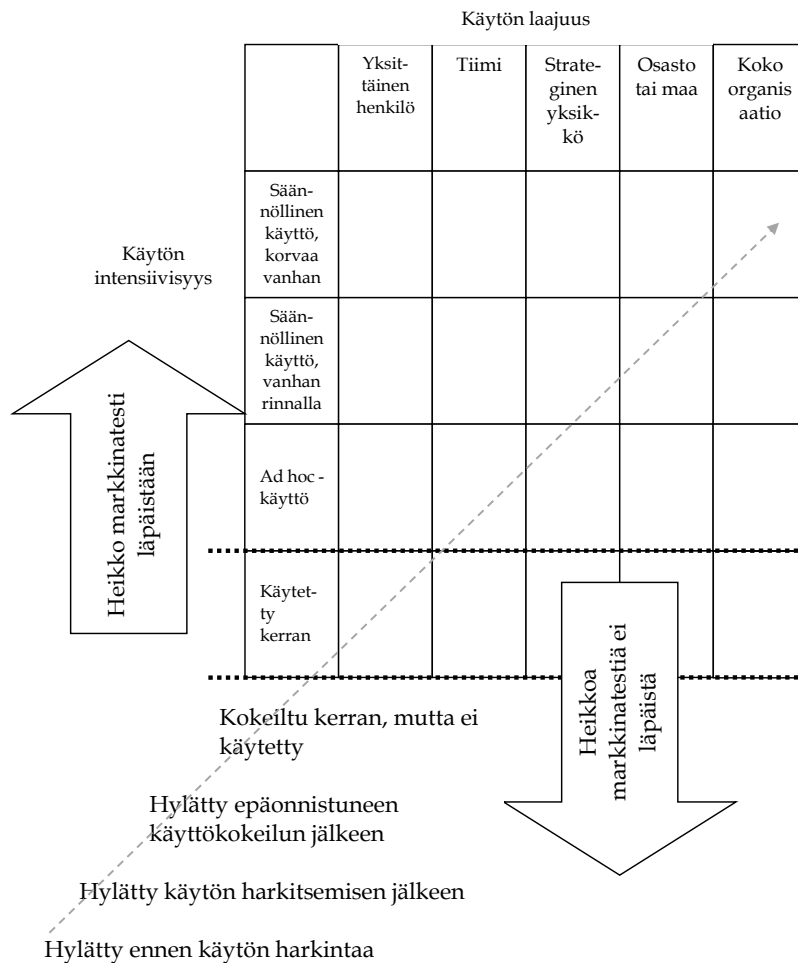 Käytön laajuus
Yksit-
täinen
henkilö
Tiimi
Strate-
ginen
yksik-
kö
Osasto
tai maa
Koko
organis
aatio
Sään-
nöllinen
käyttö,
korvaa
vanhan
Käytön
intensiivisyys
Sään-
nöllinen
käyttö,
vanhan
rinnalla
Heikko markkinatesti
läpäistään
Ad hoc -
käyttö
Käytet-
ty
kerran
Heikkoa
markkinatestiä ei
läpäistä
Kokeiltu kerran, mutta ei
käytetty
Hylätty epäonnistuneen
käyttökokeilun jälkeen
Hylätty käytön harkitsemisen jälkeen
Hylätty ennen käytön harkintaa